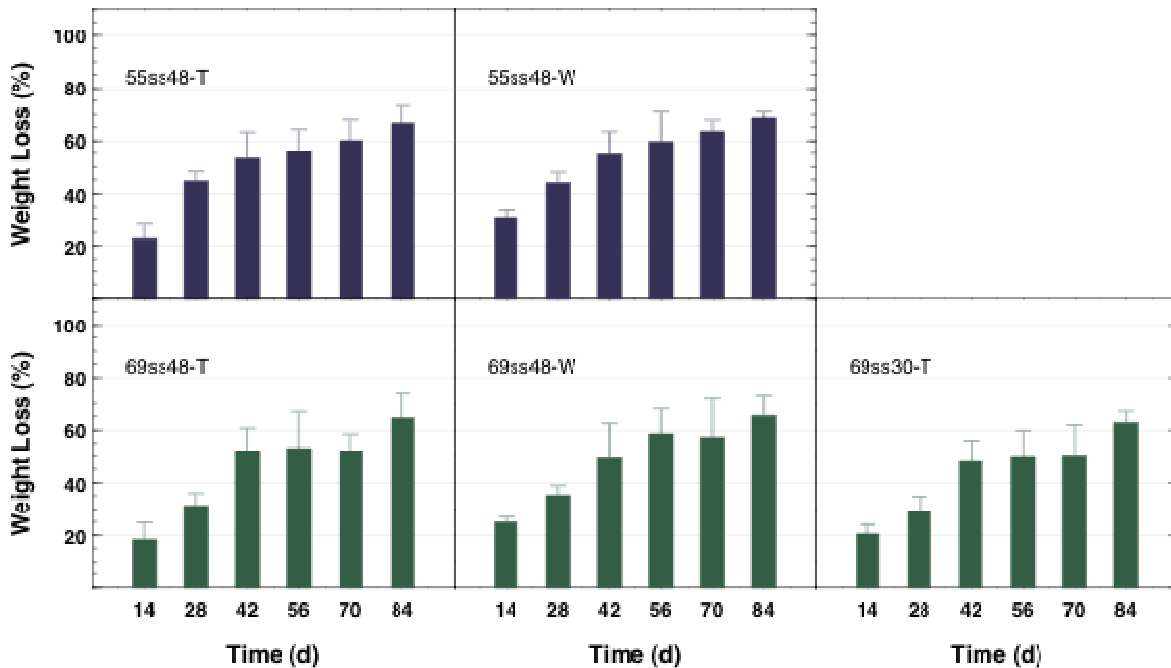 Weight Loss (%)
100
80
60
40
20
55ss48-T
55ss48-W
Weight Loss (%)
100
80
60
40
20
69ss48-T
69ss48-W
69ss30-T
14 28 42 56 70 84
14 28 42 56 70 84
14 28 42 56 70 84
Time (d)
Time (d)
Time (d)